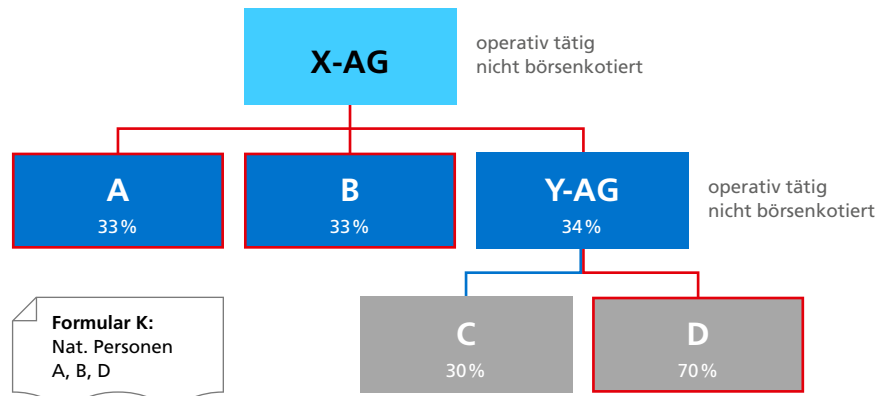 X-AG
operativ tätig
nicht börsenkotiert
A
33 %
B
33 %
Y-AG
34 %
operativ tätig
nicht börsenkotiert
Formular K:
Nat. Personen
A, B, D
C
30 %
D
70 %